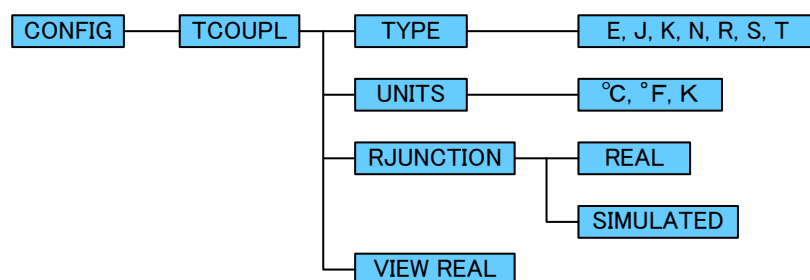 CONFIG
TCOUPL
TYPE
E, J, K, N, R, S, T
UNITS
℃, °F, K
RJUNCTION
REAL
SIMULATED
VIEW REAL